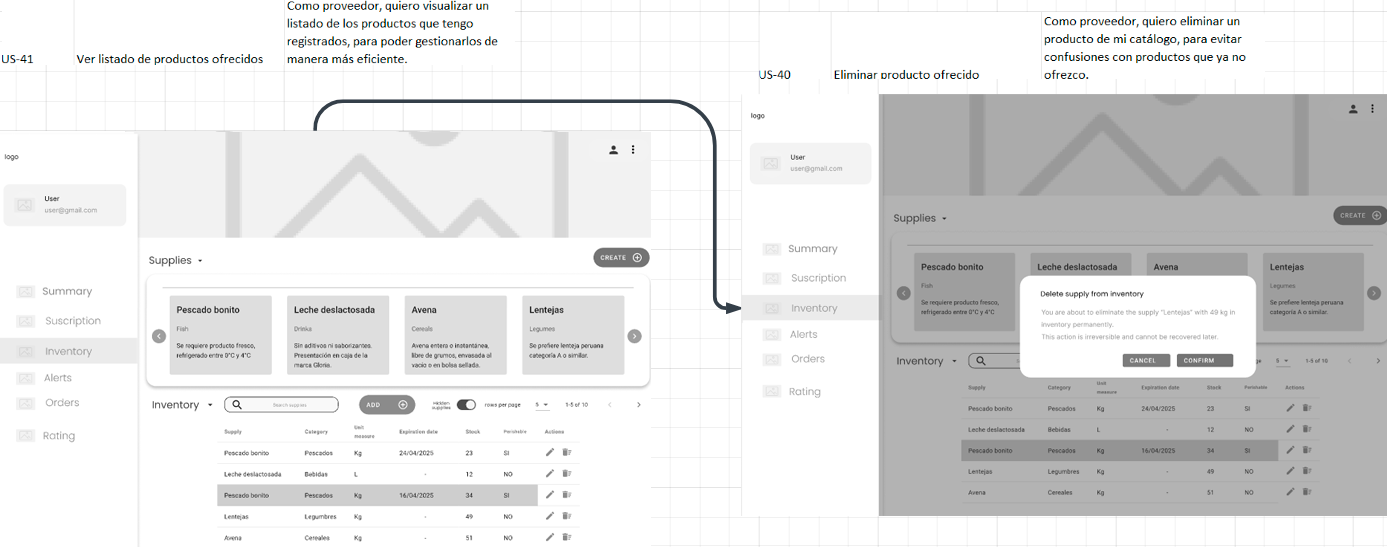 US-41
Ver listado de productos ofrecidos
Como proveedor, quiero visualizar un
listado de los productos que tengo
registrados, para poder gestionarlos de
manera más eficiente.
logo
User
user@gmail.com
Summary
Suscription
Inventory
Alerts
Orders
Rating
Supplies
CREATE
Pescado bonito
Fish
Se requiere producto fresco,
refrigerado entre 0°C y 4°C
Leche deslactosada
Drinks
Sin aditivos ni saborizantes.
Presentación en caja de la
marca Gloria.
Avena
Cereals
Avena entera o instantánea,
libre de grumos, envasada al
vacío o en bolsa sellada.
Lentejas
Legumes
Se prefiere lenteja peruana
categoría A o similar.
Inventory
Search supplies
ADD
Hidden
supplies
rows per page
5
1-5 of 10
Supply Category Unit measure Expiration date Stock Perishable Actions
Pescado bonito Pescados Kg 24/04/2025 23 SI
Leche deslactosada Bebidas L - 12 NO
Pescado bonito Pescados Kg 16/04/2025 34 SI
Lentejas Legumbres Kg - 49 NO
Avena Cereales Kg - 51 NO
US-40
Eliminar producto ofrecido
Como proveedor, quiero eliminar un
producto de mi catálogo, para evitar
confusiones con productos que ya no
ofrezco.
logo
User
user@gmail.com
Summary
Suscription
Inventory
Alerts
Orders
Rating
Supplies
CREATE
Pescado bonito
Fish
Se requiere producto fresco,
refrigerado entre 0°C y 4°C
Leche deslactosada
Avena
Lentejas
Legumes
Se prefiere lenteja peruana
categoría A o similar.
Delete supply from inventory
You are about to eliminate the supply "Lentejas" with 49 kg in
inventory permanently.
This action is irreversible and cannot be recovered later.
CANCEL
CONFIRM
Inventory
5
1-5 of 10
Supply Category Unit measure Expiration date Stock Perishable Actions
Pescado bonito Pescados Kg 24/04/2025 23 SI
Leche deslactosada Bebidas L - 12 NO
Pescado bonito Pescados Kg 16/04/2025 34 SI
Lentejas Legumbres Kg - 49 NO
Avena Cereales Kg - 51 NO